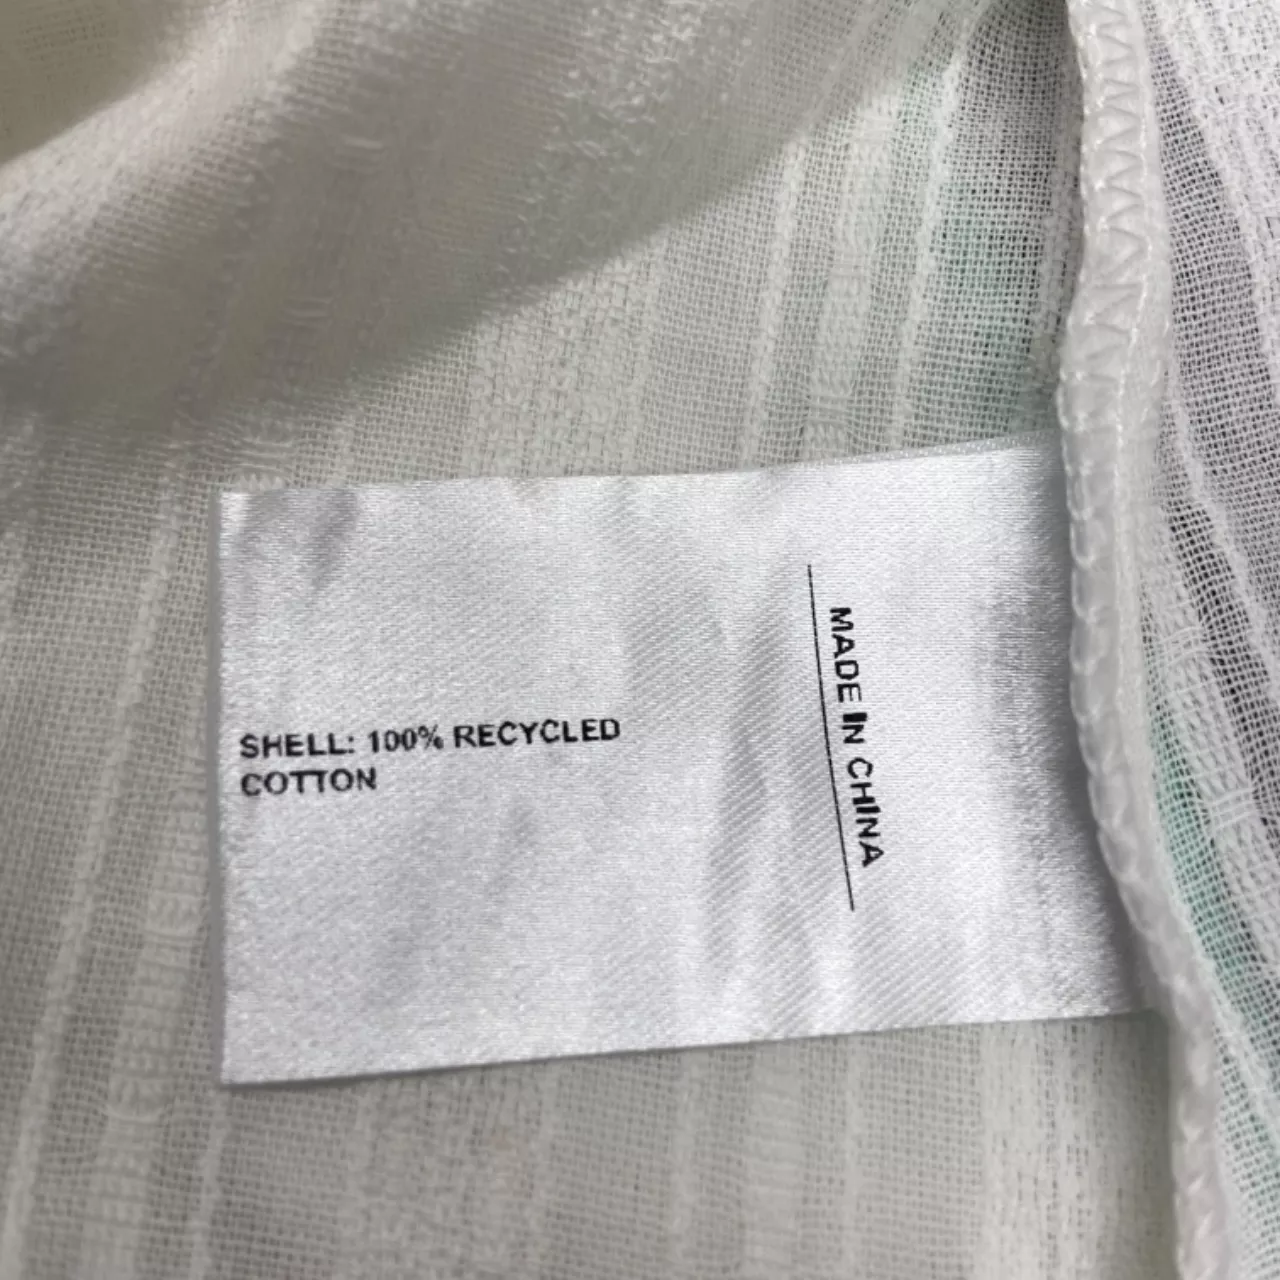 SHELL: 100% RECYCLED
COTTON
MADE IN CHINA